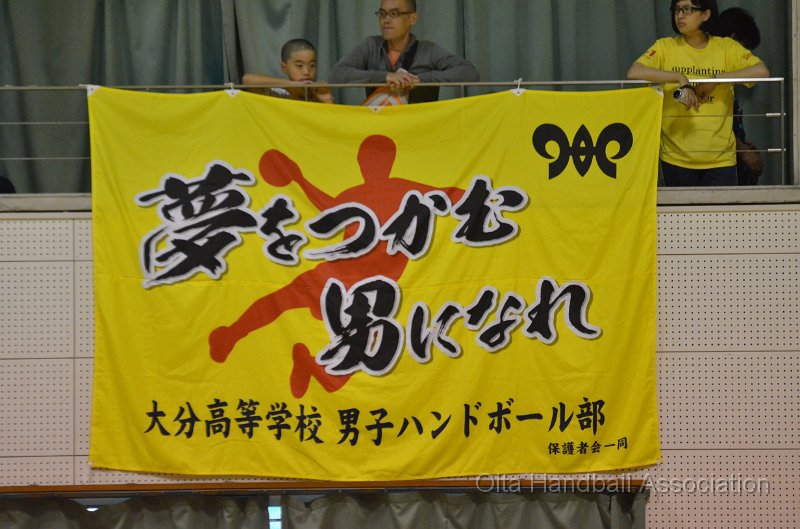 夢をつかむ
男になれ
大分高等学校 男子ハンドボール部
保護者会一同
supplanting
Oita Handball Association